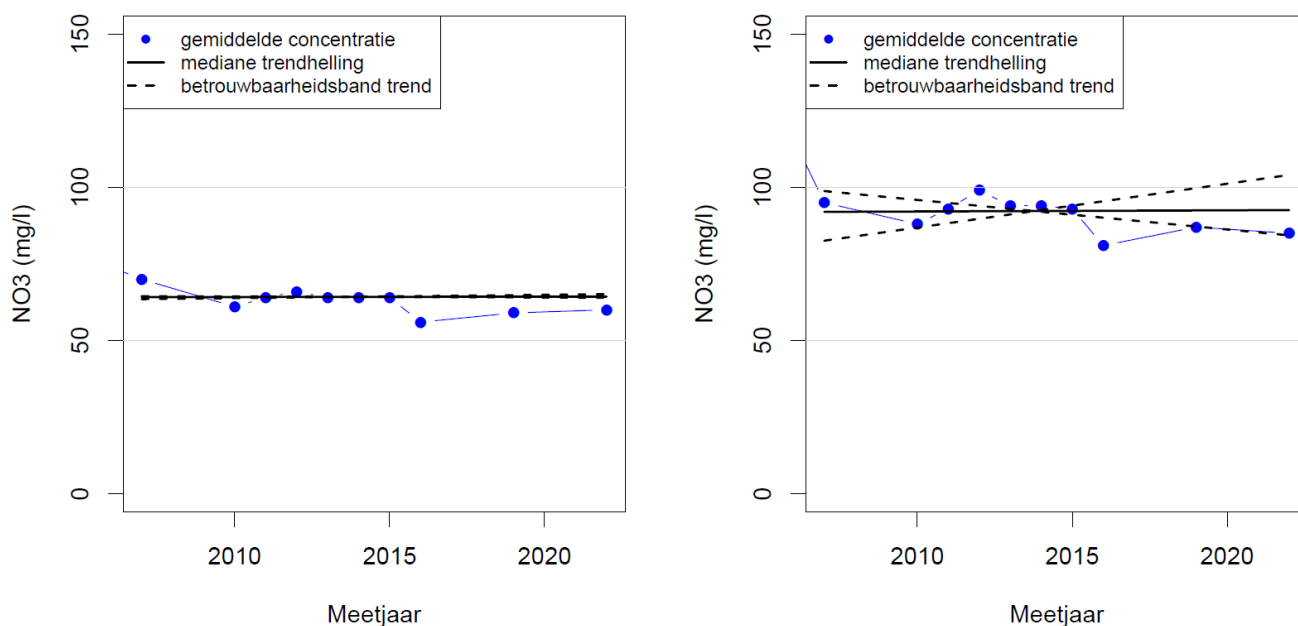 150
100
50
0
NO3 (mg/l)
gemiddelde concentratie
mediane trendhelling
betrouwbaarheidsband trend
2010 2015 2020
Meetjaar
150
100
50
0
NO3 (mg/l)
gemiddelde concentratie
mediane trendhelling
betrouwbaarheidsband trend
2010 2015 2020
Meetjaar